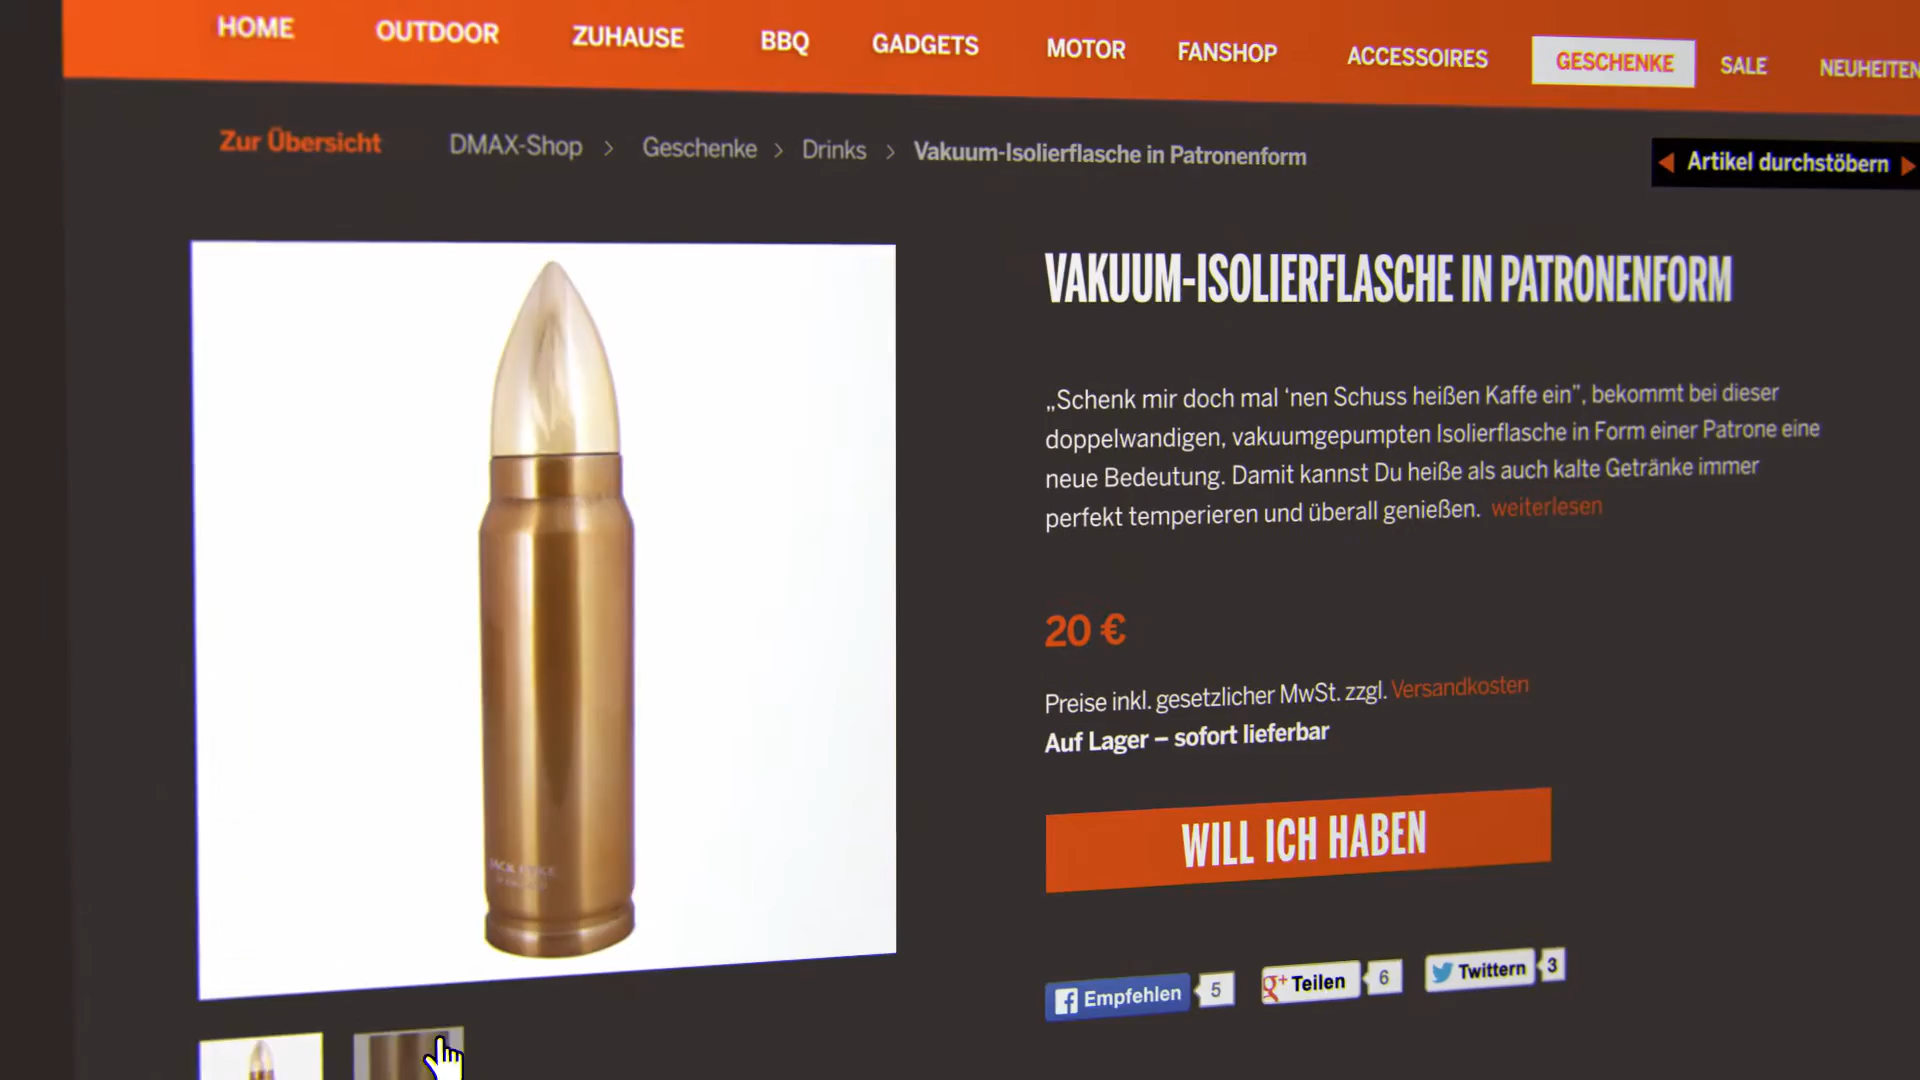 HOME OUTDOOR ZUHAUSE BBQ GADGETS MOTOR FANSHOP ACCESSOIRES GESCHENKE SALE NEUHEITEN
Zur Übersicht DMAX-Shop > Geschenke > Drinks > Vakuum-Isolierflasche in Patronenform
Artikel durchstöbern
VAKUUM-ISOLIERFLASCHE IN PATRONENFORM
„Schenk mir doch mal ‘nen Schuss heißen Kaffe ein”, bekommt bei dieser
doppelwandigen, vakuumgepumpten Isolierflasche in Form einer Patrone eine
neue Bedeutung. Damit kannst Du heiße als auch kalte Getränke immer
perfekt temperieren und überall genießen. weiterlesen
20 €
Preise inkl. gesetzlicher MwSt. zzgl. Versandkosten
Auf Lager – sofort lieferbar
WILL ICH HABEN
Empfehlen 5 Teilen 6 Twittern 3